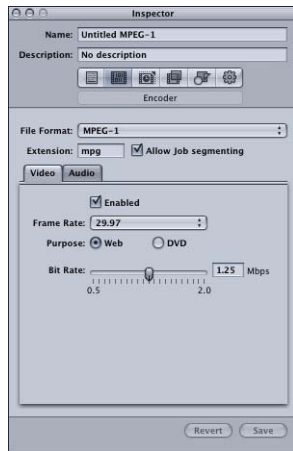 Inspector
Name: Untitled MPEG-1
Description: No description
Encoder
File Format: MPEG-1
Extension: mpg Allow Job segmenting
Video Audio
Enabled
Frame Rate: 29.97
Purpose: Web DVD
Bit Rate: 1.25 Mbps
0.5 2.0
Revert Save